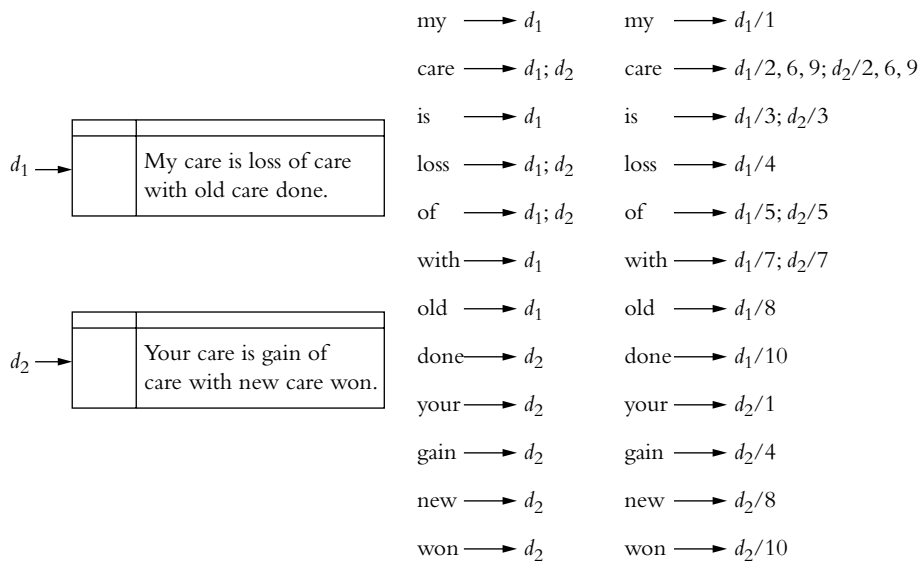 d1
My care is loss of care
with old care done.
d2
Your care is gain of
care with new care won.
my d1
care d1; d2
is d1
loss d1; d2
of d1; d2
with d1
old d1
done d2
your d2
gain d2
new d2
won d2
my d1/1
care d1/2, 6, 9; d2/2, 6, 9
is d1/3; d2/3
loss d1/4
of d1/5; d2/5
with d1/7; d2/7
old d1/8
done d1/10
your d2/1
gain d2/4
new d2/8
won d2/10